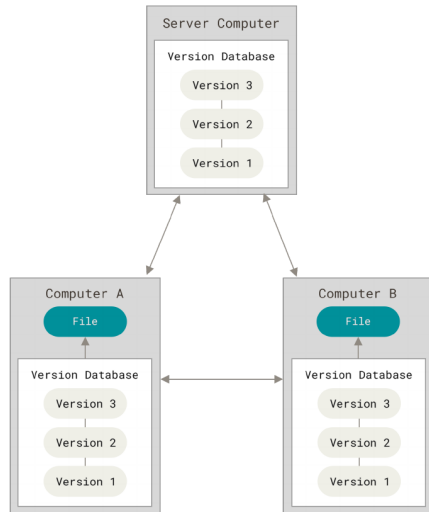 Server Computer
Version Database
Version 3
Version 2
Version 1
Computer A
File
Version Database
Version 3
Version 2
Version 1
Computer B
File
Version Database
Version 3
Version 2
Version 1